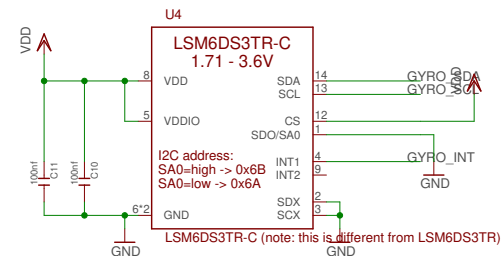 U4
LSM6DS3TR-C
1.71 - 3.6V
VDD
8
VDD
5
VDDIO
6*2
GND
SDA
14
GYRO_SDA
SCL
13
GYRO_SCL
VDD
CS
12
SDO/SA0
1
INT1
4
GYRO_INT
INT2
9
GND
SDX
2
SCX
3
I2C address:
SA0=high -> 0x6B
SA0=low -> 0x6A
100nf
C11
100nf
C10
GND
GND
LSM6DS3TR-C (note: this is different from LSM6DS3TR)